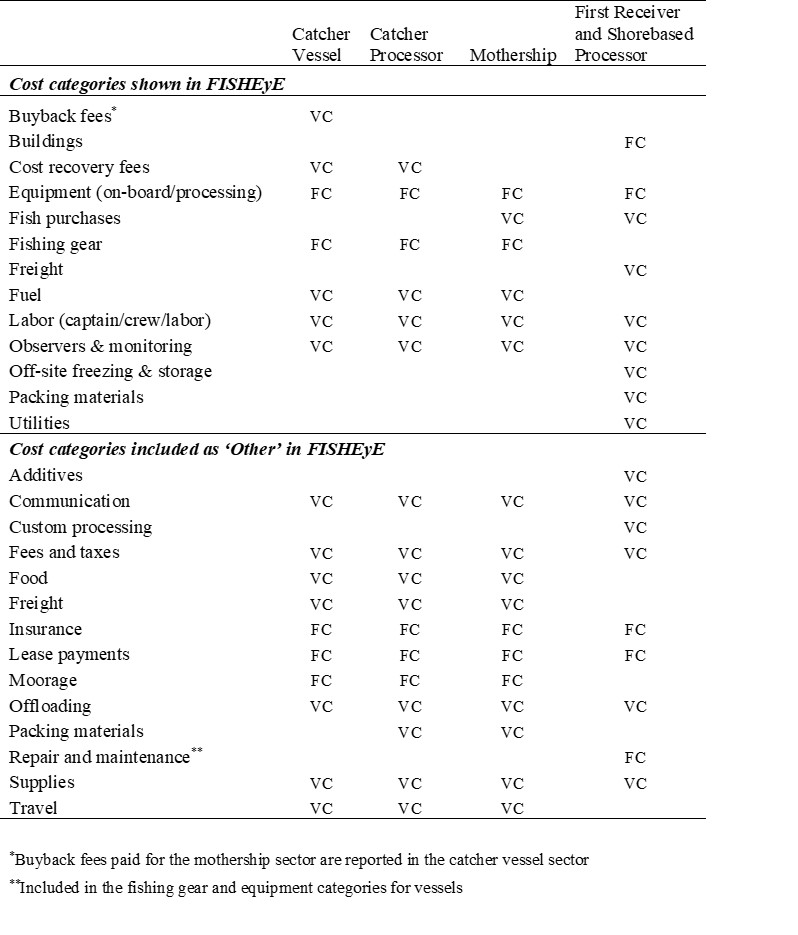 Catcher Vessel Catcher Processor Mothership First Receiver and Shorebased Processor
Cost categories shown in FISHEyE
Buyback fees* VC
Buildings FC
Cost recovery fees VC VC
Equipment (on-board/processing) FC FC FC FC
Fish purchases VC VC
Fishing gear FC FC FC
Freight VC
Fuel VC VC VC
Labor (captain/crew/labor) VC VC VC VC
Observers & monitoring VC VC VC VC
Off-site freezing & storage VC
Packing materials VC
Utilities VC
Cost categories included as ‘Other’ in FISHEyE
Additives VC
Communication VC VC VC VC
Custom processing VC
Fees and taxes VC VC VC VC
Food VC VC VC
Freight VC VC VC
Insurance FC FC FC FC
Lease payments FC FC FC FC
Moorage FC FC FC
Offloading VC VC VC VC
Packing materials VC VC
Repair and maintenance** FC
Supplies VC VC VC VC
Travel VC VC VC
*Buyback fees paid for the mothership sector are reported in the catcher vessel sector
**Included in the fishing gear and equipment categories for vessels